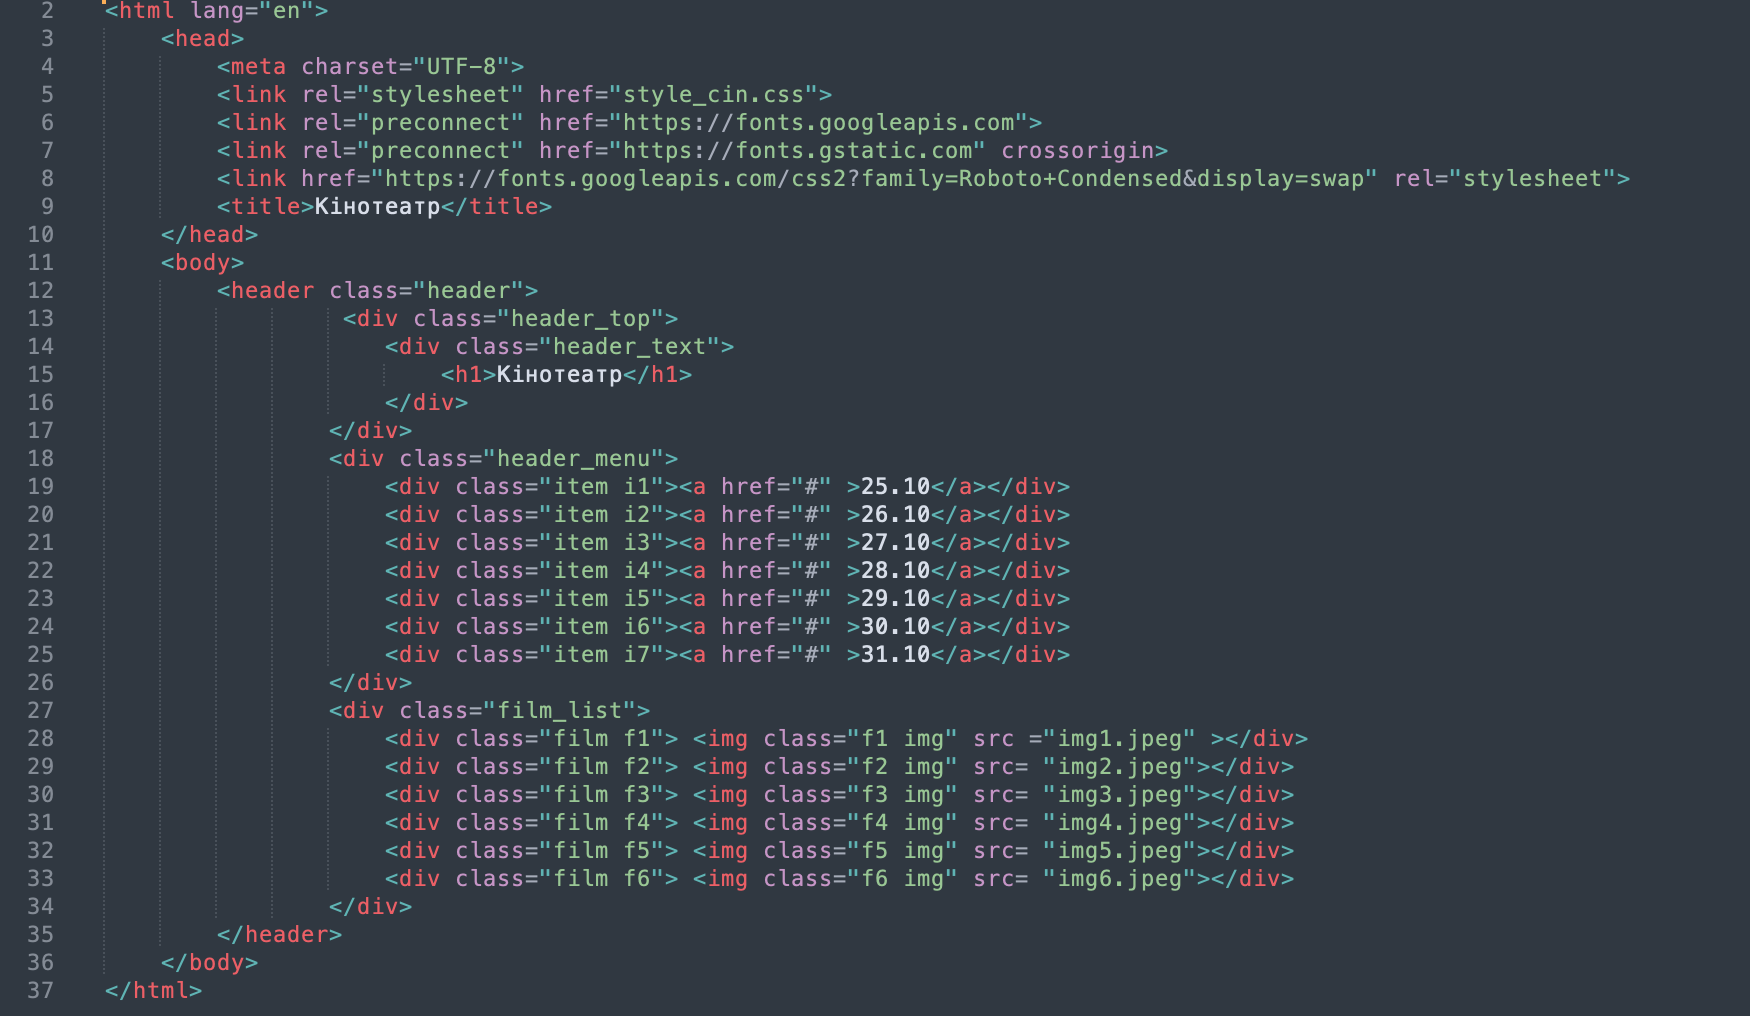 2 <html lang="en">
3 <head>
4 <meta charset="UTF-8">
5 <link rel="stylesheet" href="style_cin.css">
6 <link rel="preconnect" href="https://fonts.googleapis.com">
7 <link rel="preconnect" href="https://fonts.gstatic.com" crossorigin>
8 <link href="https://fonts.googleapis.com/css2?family=Roboto+Condensed&display=swap" rel="stylesheet">
9 <title>Кінотеатр</title>
10 </head>
11 <body>
12 <header class="header">
13 <div class="header_top">
14 <div class="header_text">
15 <h1>Кінотеатр</h1>
16 </div>
17 </div>
18 <div class="header_menu">
19 <div class="item i1"><a href="#" >25.10</a></div>
20 <div class="item i2"><a href="#" >26.10</a></div>
21 <div class="item i3"><a href="#" >27.10</a></div>
22 <div class="item i4"><a href="#" >28.10</a></div>
23 <div class="item i5"><a href="#" >29.10</a></div>
24 <div class="item i6"><a href="#" >30.10</a></div>
25 <div class="item i7"><a href="#" >31.10</a></div>
26 </div>
27 <div class="film_list">
28 <div class="film f1"> <img class="f1 img" src ="img1.jpeg" ></div>
29 <div class="film f2"> <img class="f2 img" src= "img2.jpeg"></div>
30 <div class="film f3"> <img class="f3 img" src= "img3.jpeg"></div>
31 <div class="film f4"> <img class="f4 img" src= "img4.jpeg"></div>
32 <div class="film f5"> <img class="f5 img" src= "img5.jpeg"></div>
33 <div class="film f6"> <img class="f6 img" src= "img6.jpeg"></div>
34 </div>
35 </header>
36 </body>
37 </html>